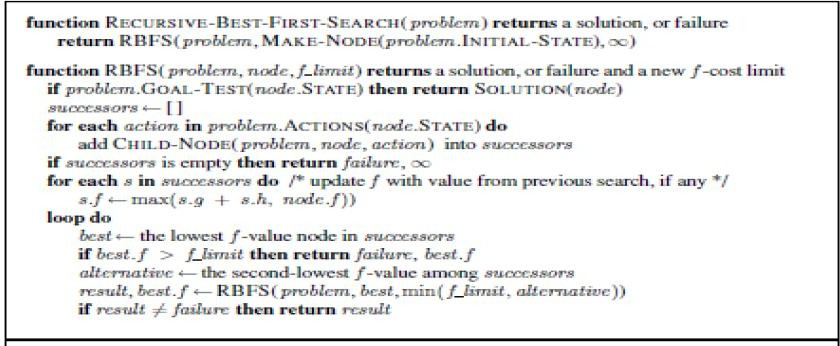 function RECURSIVE-BEST-FIRST-SEARCH(problem) returns a solution, or failure
return RBFS(problem, MAKE-NODE(problem.INITIAL-STATE), ∞)
function RBFS(problem, node, f_limit) returns a solution, or failure and a new f-cost limit
if problem.GOAL-TEST(node.STATE) then return SOLUTION(node)
successors ← [ ]
for each action in problem.ACTIONS(node.STATE) do
add CHILD-NODE(problem, node, action) into successors
if successors is empty then return failure, ∞
for each s in successors do /* update f with value from previous search, if any */
s.f ← max(s.g + s.h, node.f))
loop do
best ← the lowest f-value node in successors
if best.f > f_limit then return failure, best.f
alternative ← the second-lowest f-value among successors
result, best.f ← RBFS(problem, best, min(f_limit, alternative))
if result ≠ failure then return result